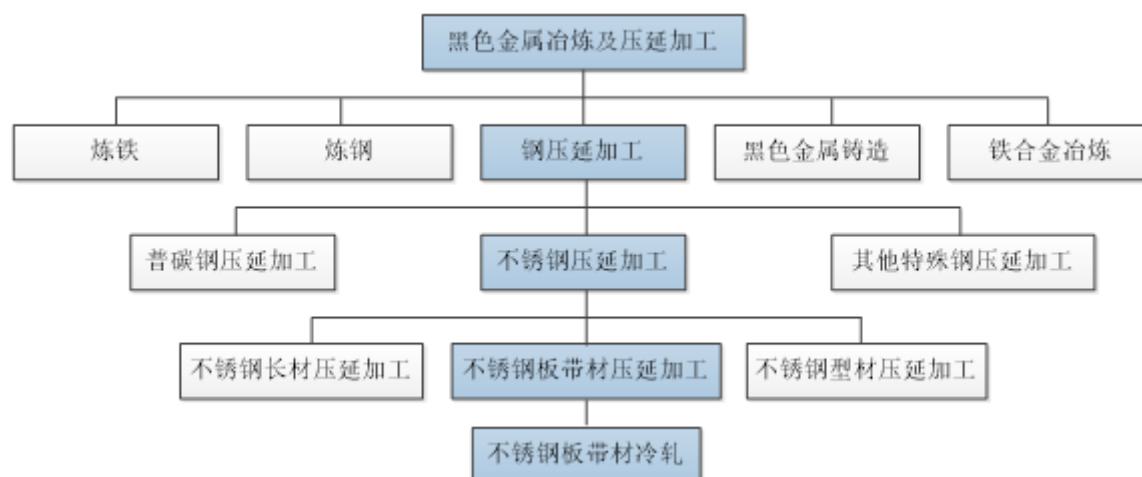 黑色金属冶炼及压延加工
炼铁
炼钢
钢压延加工
黑色金属铸造
铁合金冶炼
普碳钢压延加工
不锈钢压延加工
其他特殊钢压延加工
不锈钢长材压延加工
不锈钢板带材压延加工
不锈钢型材压延加工
不锈钢板带材冷轧